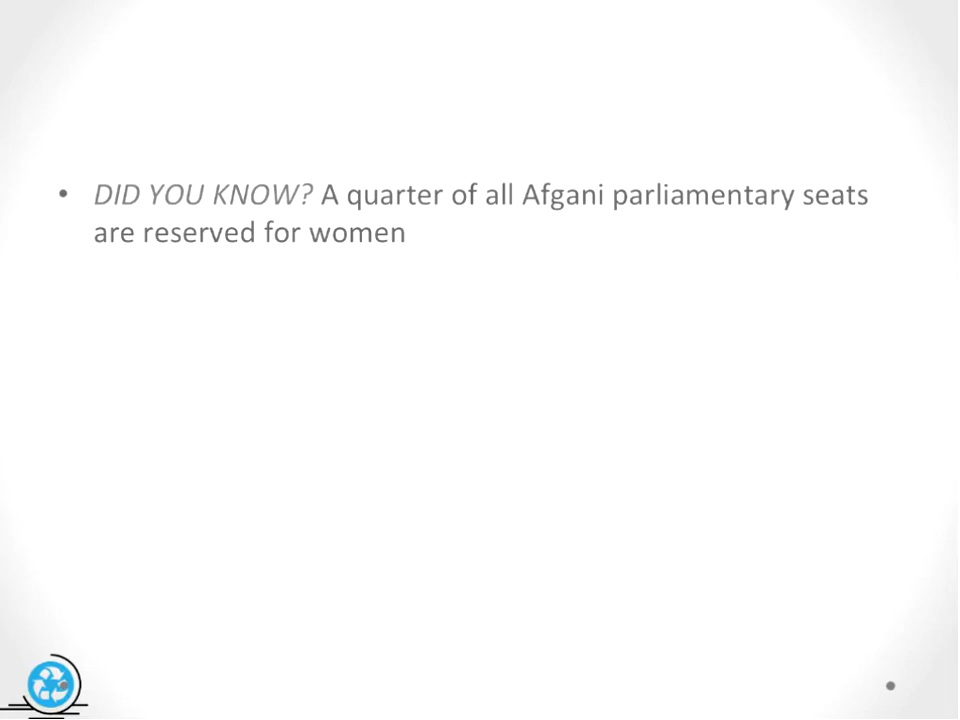 • DID YOU KNOW? A quarter of all Afgani parliamentary seats
are reserved for women